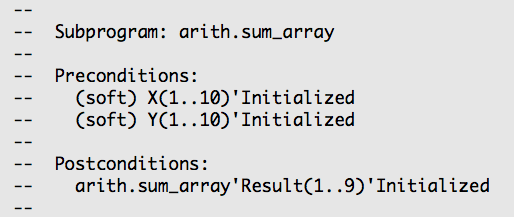 --
--  Subprogram: arith.sum_array
--
--  Preconditions:
--    (soft) X(1..10)'Initialized
--    (soft) Y(1..10)'Initialized
--
--  Postconditions:
--    arith.sum_array'Result(1..9)'Initialized
--